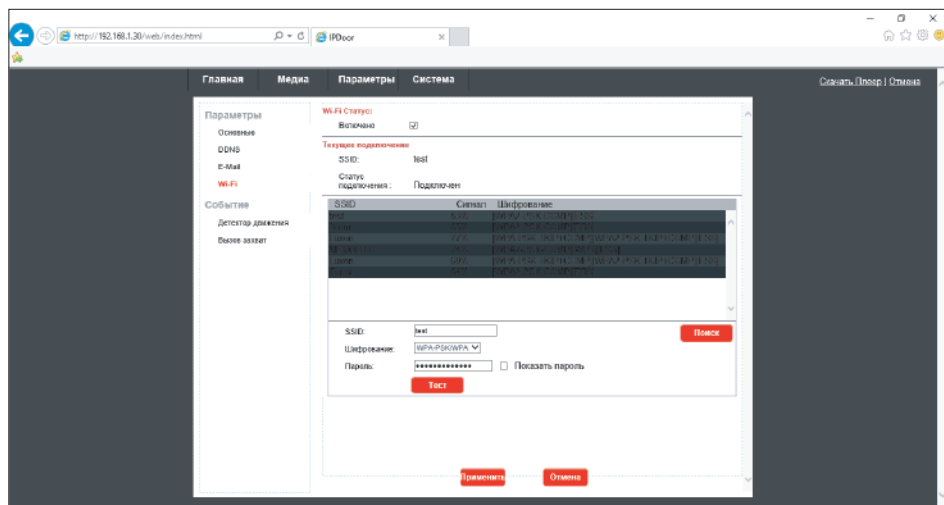 http://192.168.1.30/web/index.html
IPDoor
Главная Медиа Параметры Система
Скачать Плеер | Отмена
Параметры
Основные
DDNS
E-Mail
Wi-Fi
Событие
Детектор движения
Вызов захват
Wi-Fi Статус:
Включено
Текущее подключение
SSID: test
Статус
подключения: Подключен
SSID Сигнал Шифрование
test
SSID: test
Поиск
Шифрование: WPA-PSK/WPA
Пароль: Показать пароль
Тест
Применить Отмена